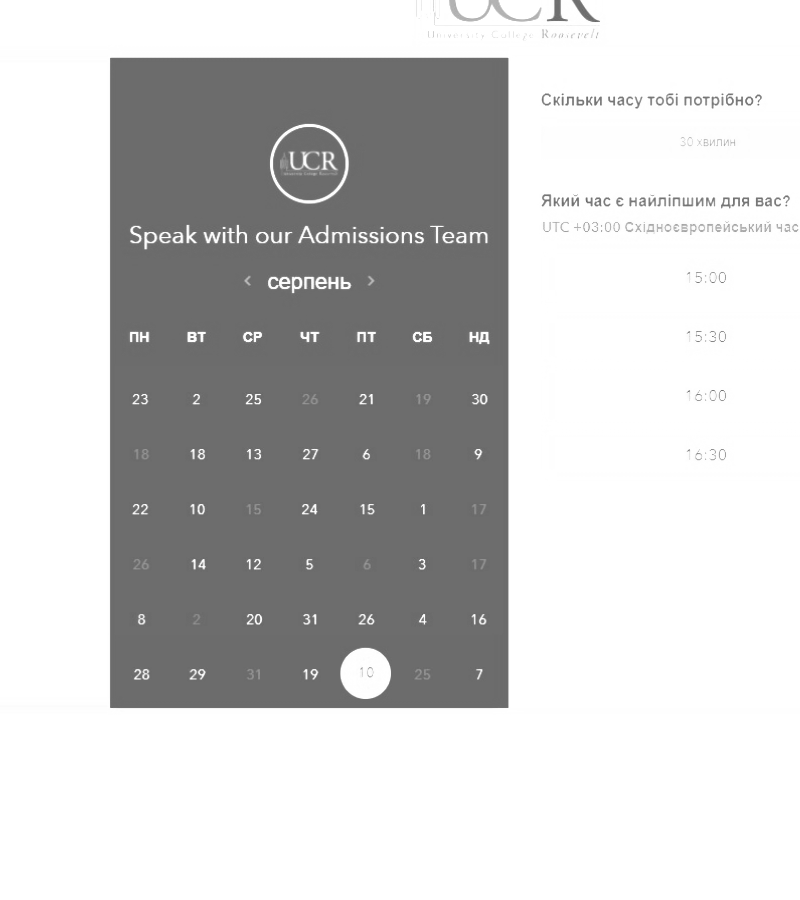 UCR
University College Roosevelt
UCR
Speak with our Admissions Team
< серпень >
ПН ВТ СР ЧТ ПТ СБ НД
23 2 25 26 21 19 30
18 18 13 27 6 18 9
22 10 15 24 15 1 17
26 14 12 5 6 3 17
8 2 20 31 26 4 16
28 29 31 19 10 25 7
Скільки часу тобі потрібно?
30 хвилин
Який час є найліпшим для вас?
UTC +03:00 Східноєвропейський час
15:00
15:30
16:00
16:30